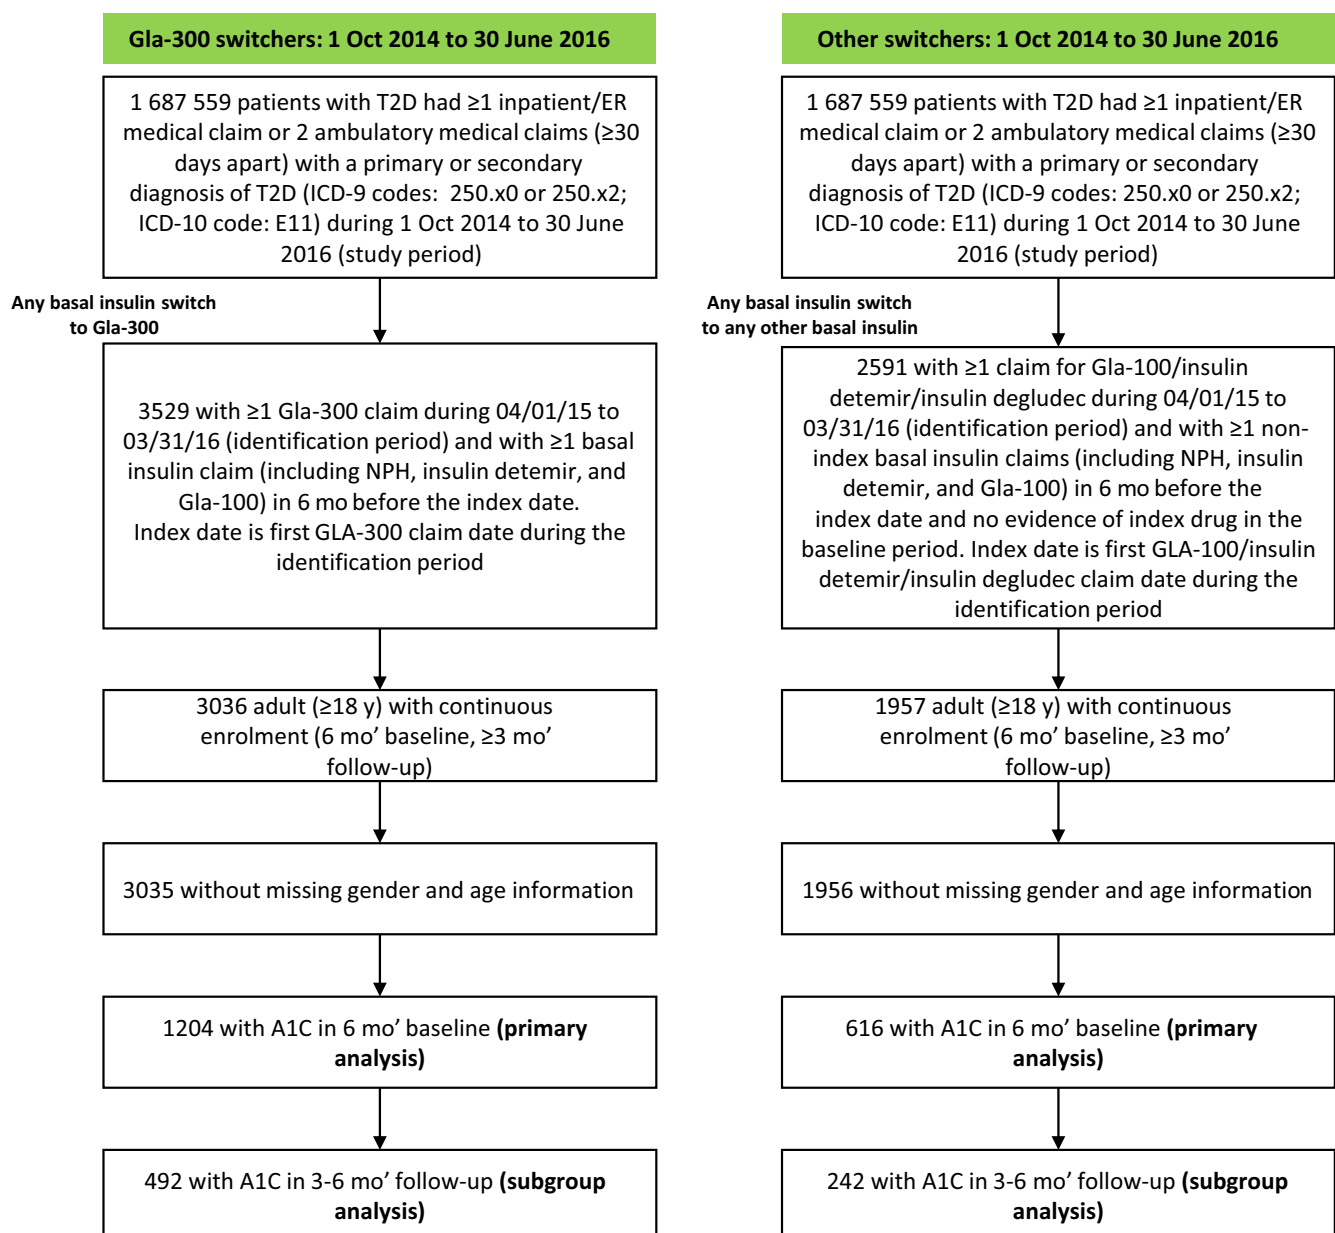 Gla-300 switchers: 1 Oct 2014 to 30 June 2016
1 687 559 patients with T2D had ≥1 inpatient/ER
medical claim or 2 ambulatory medical claims (≥30
days apart) with a primary or secondary
diagnosis of T2D (ICD-9 codes: 250.x0 or 250.x2;
ICD-10 code: E11) during 1 Oct 2014 to 30 June
2016 (study period)
Any basal insulin switch
to Gla-300
3529 with ≥1 Gla-300 claim during 04/01/15 to
03/31/16 (identification period) and with ≥1 basal
insulin claim (including NPH, insulin detemir, and
Gla-100) in 6 mo before the index date.
Index date is first GLA-300 claim date during the
identification period
3036 adult (≥18 y) with continuous
enrolment (6 mo’ baseline, ≥3 mo’
follow-up)
3035 without missing gender and age information
1204 with A1C in 6 mo’ baseline (primary
analysis)
492 with A1C in 3-6 mo’ follow-up (subgroup
analysis)
Other switchers: 1 Oct 2014 to 30 June 2016
1 687 559 patients with T2D had ≥1 inpatient/ER
medical claim or 2 ambulatory medical claims (≥30
days apart) with a primary or secondary
diagnosis of T2D (ICD-9 codes: 250.x0 or 250.x2;
ICD-10 code: E11) during 1 Oct 2014 to 30 June
2016 (study period)
Any basal insulin switch
to any other basal insulin
2591 with ≥1 claim for Gla-100/insulin
detemir/insulin degludec during 04/01/15 to
03/31/16 (identification period) and with ≥1 non-
index basal insulin claims (including NPH, insulin
detemir, and Gla-100) in 6 mo before the
index date and no evidence of index drug in the
baseline period. Index date is first GLA-100/insulin
detemir/insulin degludec claim date during the
identification period
1957 adult (≥18 y) with continuous
enrolment (6 mo’ baseline, ≥3 mo’
follow-up)
1956 without missing gender and age information
616 with A1C in 6 mo’ baseline (primary
analysis)
242 with A1C in 3-6 mo’ follow-up (subgroup
analysis)